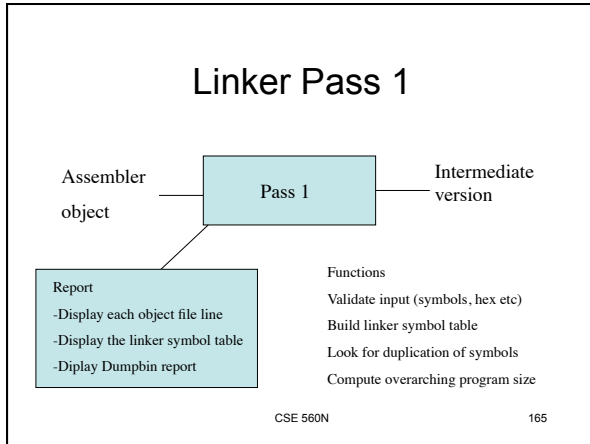 Linker Pass 1
Assembler
object
Pass 1
Intermediate
version
Report
-Display each object file line
-Display the linker symbol table
-Diplay Dumpbin report
Functions
Validate input (symbols, hex etc)
Build linker symbol table
Look for duplication of symbols
Compute overarching program size
CSE 560N
165